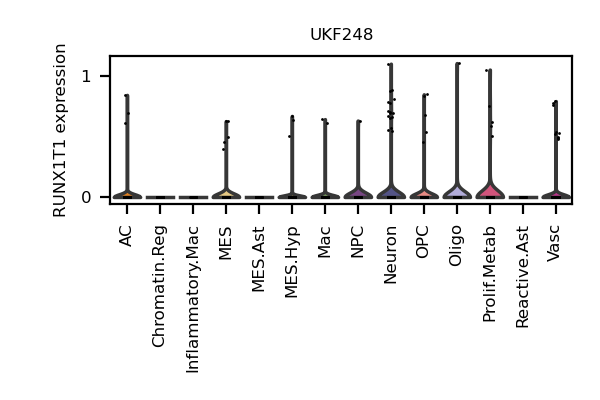 UKF248
RUNX1T1 expression
1
0
AC
Chromatin.Reg
Inflammatory.Mac
MES
MES.Ast
MES.Hyp
Mac
NPC
Neuron
OPC
Oligo
Prolif.Metab
Reactive.Ast
Vasc